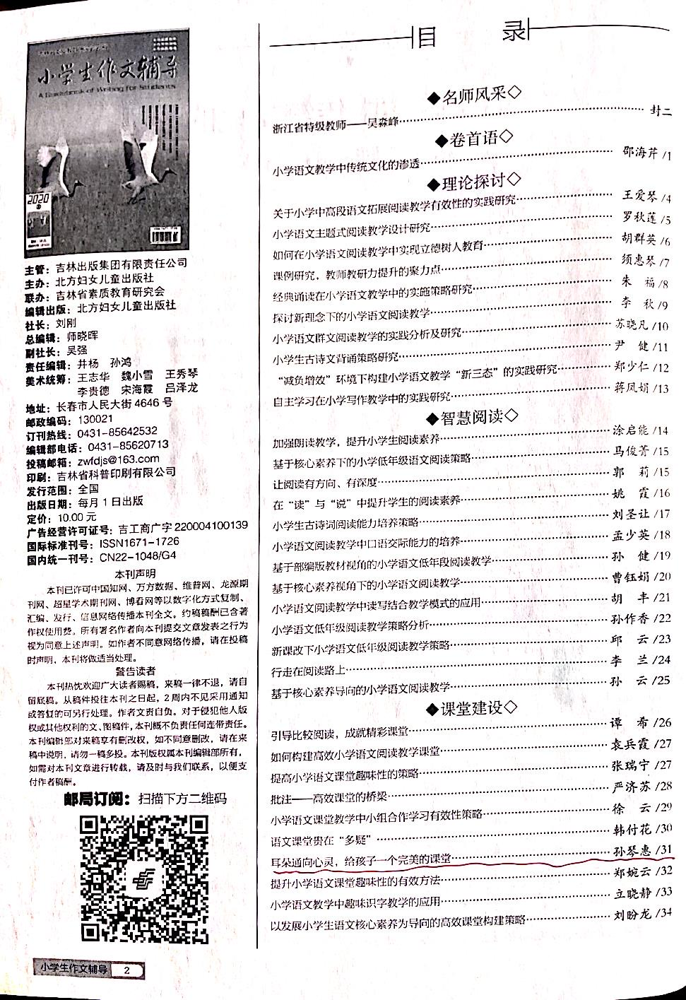 小学生作文辅导
A Guidebook of Writing for Students
2020
主管：吉林出版集团有限责任公司
主办：北方妇女儿童出版社
联办：吉林省素质教育研究会
编辑出版：北方妇女儿童出版社
社长：刘刚
总编辑：师晓晖
副社长：吴强
责任编辑：井杨　孙鸿
美术统筹：王志华　魏小雪　王秀琴
李贵德　宋海霞　吕泽龙
地址：长春市人民大街4646号
邮政编码：130021
订刊热线：0431-85642532
编辑部电话：0431-85620713
投稿邮箱：zwfdjs@163.com
印刷：吉林省科普印刷有限公司
发行范围：全国
出版日期：每月1日出版
定价：10.00元
广告经营许可证号：吉工商广字220004100139
国际标准刊号：ISSN1671-1726
国内统一刊号：CN22-1048/G4
本刊声明
本刊已许可中国知网、万方数据、维普网、龙源期
刊网、超星学术期刊网、博看网等以数字化方式复制、
汇编、发行、信息网络传播本刊全文。约稿稿酬已含著
作权使用费。所有署名作者向本刊提交文章发表之行为
视为同意上述声明。如作者不同意网络传播，请在投稿
时声明，本刊将做适当处理。
警告读者
本刊热忱欢迎广大读者赐稿，来稿一律不退，请自
留底稿。从稿件投往本刊之日起，2周内不见采用通知
或答复的可另行处理。作者文责自负。对于侵犯他人版
权或其他权利的文、图稿件，本刊概不负责任何连带责任。
本刊编辑部对来稿享有删改权，如不同意删改，请在来
稿中说明，请勿一稿多投。本刊版权属本刊编辑部所有，
如需对本刊文章进行转载，请及时与我们联系，以便支
付作者稿酬。
邮局订阅：扫描下方二维码
小学生作文辅导 2
目　录
◆名师风采◇
浙江省特级教师——吴淼峰……封二
◆卷首语◇
小学语文教学中传统文化的渗透……邵海芹/1
◆理论探讨◇
关于小学中高段语文拓展阅读教学有效性的实践研究……王爱琴/4
小学语文主题式阅读教学设计研究……罗秋莲/5
如何在小学语文阅读教学中实现立德树人教育……胡群英/6
课例研究，教师教研力提升的聚力点……须惠琴/7
经典诵读在小学语文教学中的实施策略研究……朱　福/8
探讨新理念下的小学语文阅读教学……李　秋/9
小学语文群文阅读教学的实践分析及研究……苏晓凡/10
小学生古诗文背诵策略研究……尹　健/11
“减负增效”环境下构建小学语文教学“新三态”的实践研究……郑少仁/12
自主学习在小学写作教学中的实践研究……蒋凤娟/13
◆智慧阅读◇
加强朗读教学，提升小学生阅读素养……涂启能/14
基于核心素养下的小学低年级语文阅读策略……马俊菁/15
让阅读有方向、有深度……郭　莉/15
在“读”与“说”中提升学生的阅读素养……姚　霞/16
小学生古诗词阅读能力培养策略……刘圣让/17
小学语文阅读教学中口语交际能力的培养……孟少英/18
基于部编版教材视角的小学语文低年段阅读教学……孙　健/19
基于核心素养视角下的小学语文阅读教学……曹钰娟/20
小学语文阅读教学中读写结合教学模式的应用……胡　丰/21
小学语文低年级阅读教学策略分析……孙作香/22
新课改下小学语文低年级阅读教学策略……邱　云/23
行走在阅读路上……李　兰/24
基于核心素养导向的小学语文阅读教学……孙　云/25
◆课堂建设◇
引导比较阅读，成就精彩课堂……谭　希/26
如何构建高效小学语文阅读教学课堂……袁兵霞/27
提高小学语文课堂趣味性的策略……张瑞宁/27
批注——高效课堂的桥梁……严济苏/28
小学语文课堂教学中小组合作学习有效性策略……徐　云/29
语文课堂贵在“多疑”……韩付花/30
耳朵通向心灵，给孩子一个完美的课堂……孙琴惠/31
提升小学语文课堂趣味性的有效方法……郑婉云/32
小学语文教学中趣味识字教学的应用……立晓静/33
以发展小学生语文核心素养为导向的高效课堂构建策略……刘盼龙/34